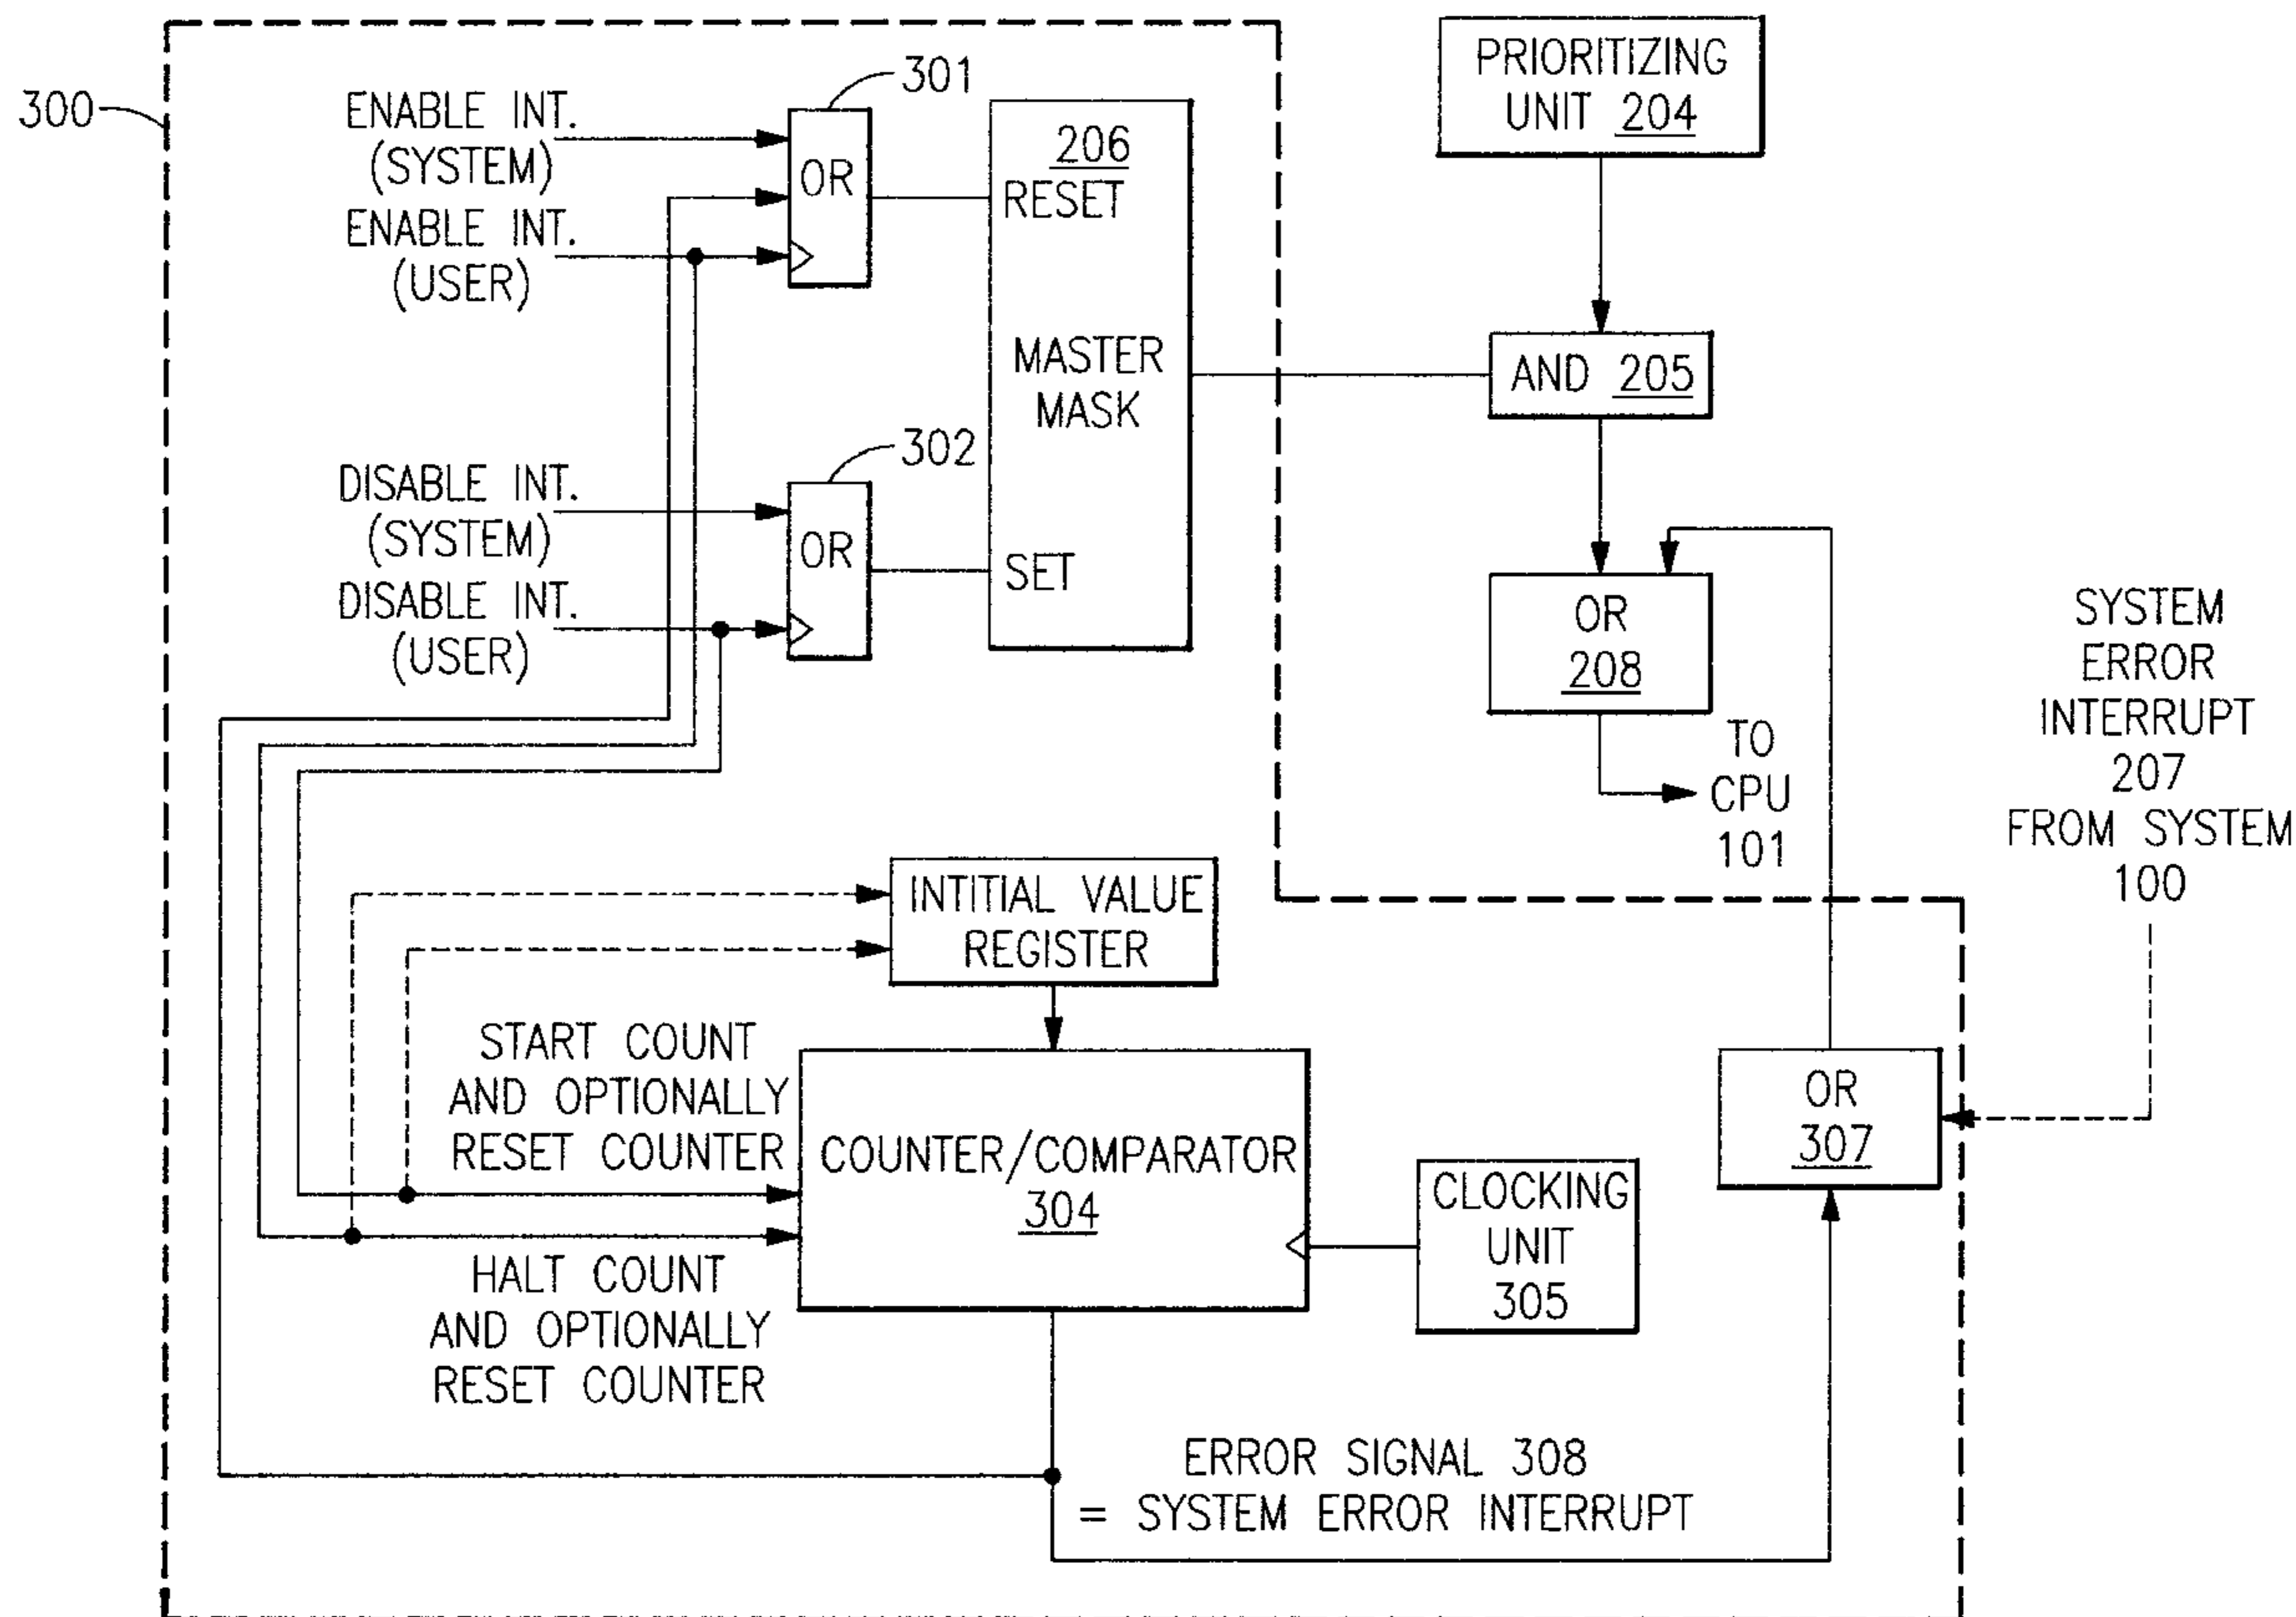 300
ENABLE INT.
(SYSTEM)
ENABLE INT.
(USER)
301
OR
206
RESET
MASTER
MASK
SET
DISABLE INT.
(SYSTEM)
DISABLE INT.
(USER)
302
OR
PRIORITIZING
UNIT 204
AND 205
OR
208
TO
CPU
101
SYSTEM
ERROR
INTERRUPT
207
FROM SYSTEM
100
INTITIAL VALUE
REGISTER
START COUNT
AND OPTIONALLY
RESET COUNTER
COUNTER/COMPARATOR
304
HALT COUNT
AND OPTIONALLY
RESET COUNTER
CLOCKING
UNIT
305
OR
307
ERROR SIGNAL 308
= SYSTEM ERROR INTERRUPT